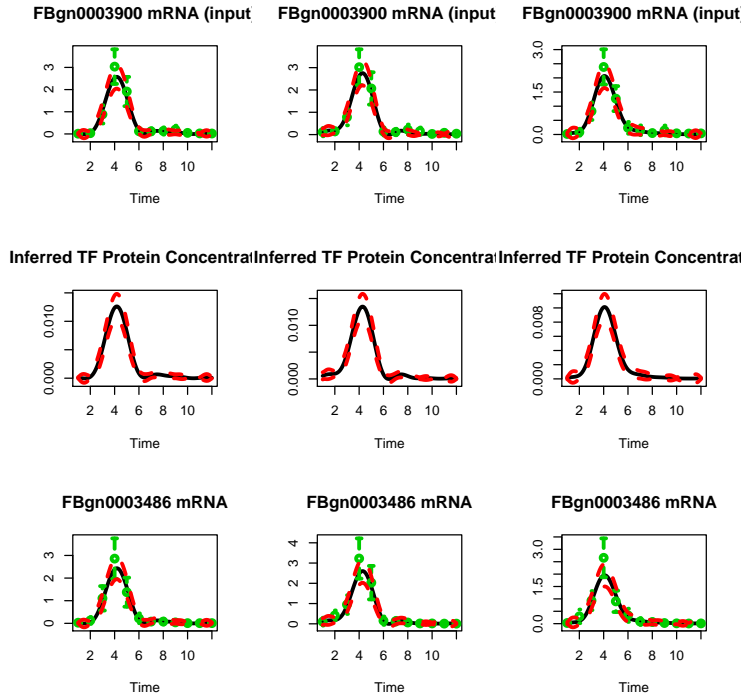 FBgn0003900 mRNA (input) FBgn0003900 mRNA (input FBgn0003900 mRNA (input)
0 1 2 3
0 1 2 3 4
0.0 1.5 3.0
2 4 6 8 10
2 4 6 8 10
2 4 6 8 10
Time Time Time
Inferred TF Protein Concentrat Inferred TF Protein Concentrat Inferred TF Protein Concentrat
0.000 0.010
0.000 0.010
0.000 0.008
2 4 6 8 10
2 4 6 8 10
2 4 6 8 10
Time Time Time
FBgn0003486 mRNA FBgn0003486 mRNA FBgn0003486 mRNA
0 1 2 3
0 1 2 3 4
0.0 1.5 3.0
2 4 6 8 10
2 4 6 8 10
2 4 6 8 10
Time Time Time